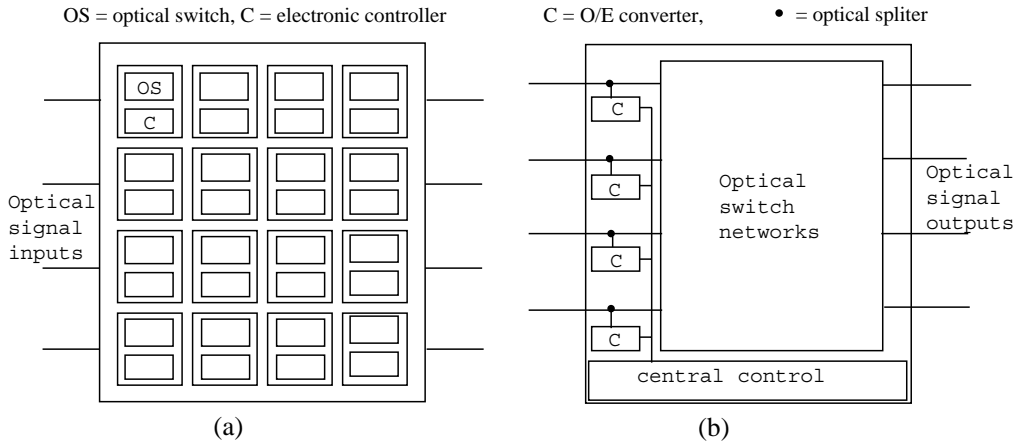 OS = optical switch, C = electronic controller
OS
C
Optical
signal
inputs
(a)
C = O/E converter,
• = optical spliter
C
C
C
C
Optical
switch
networks
Optical
signal
outputs
central control
(b)